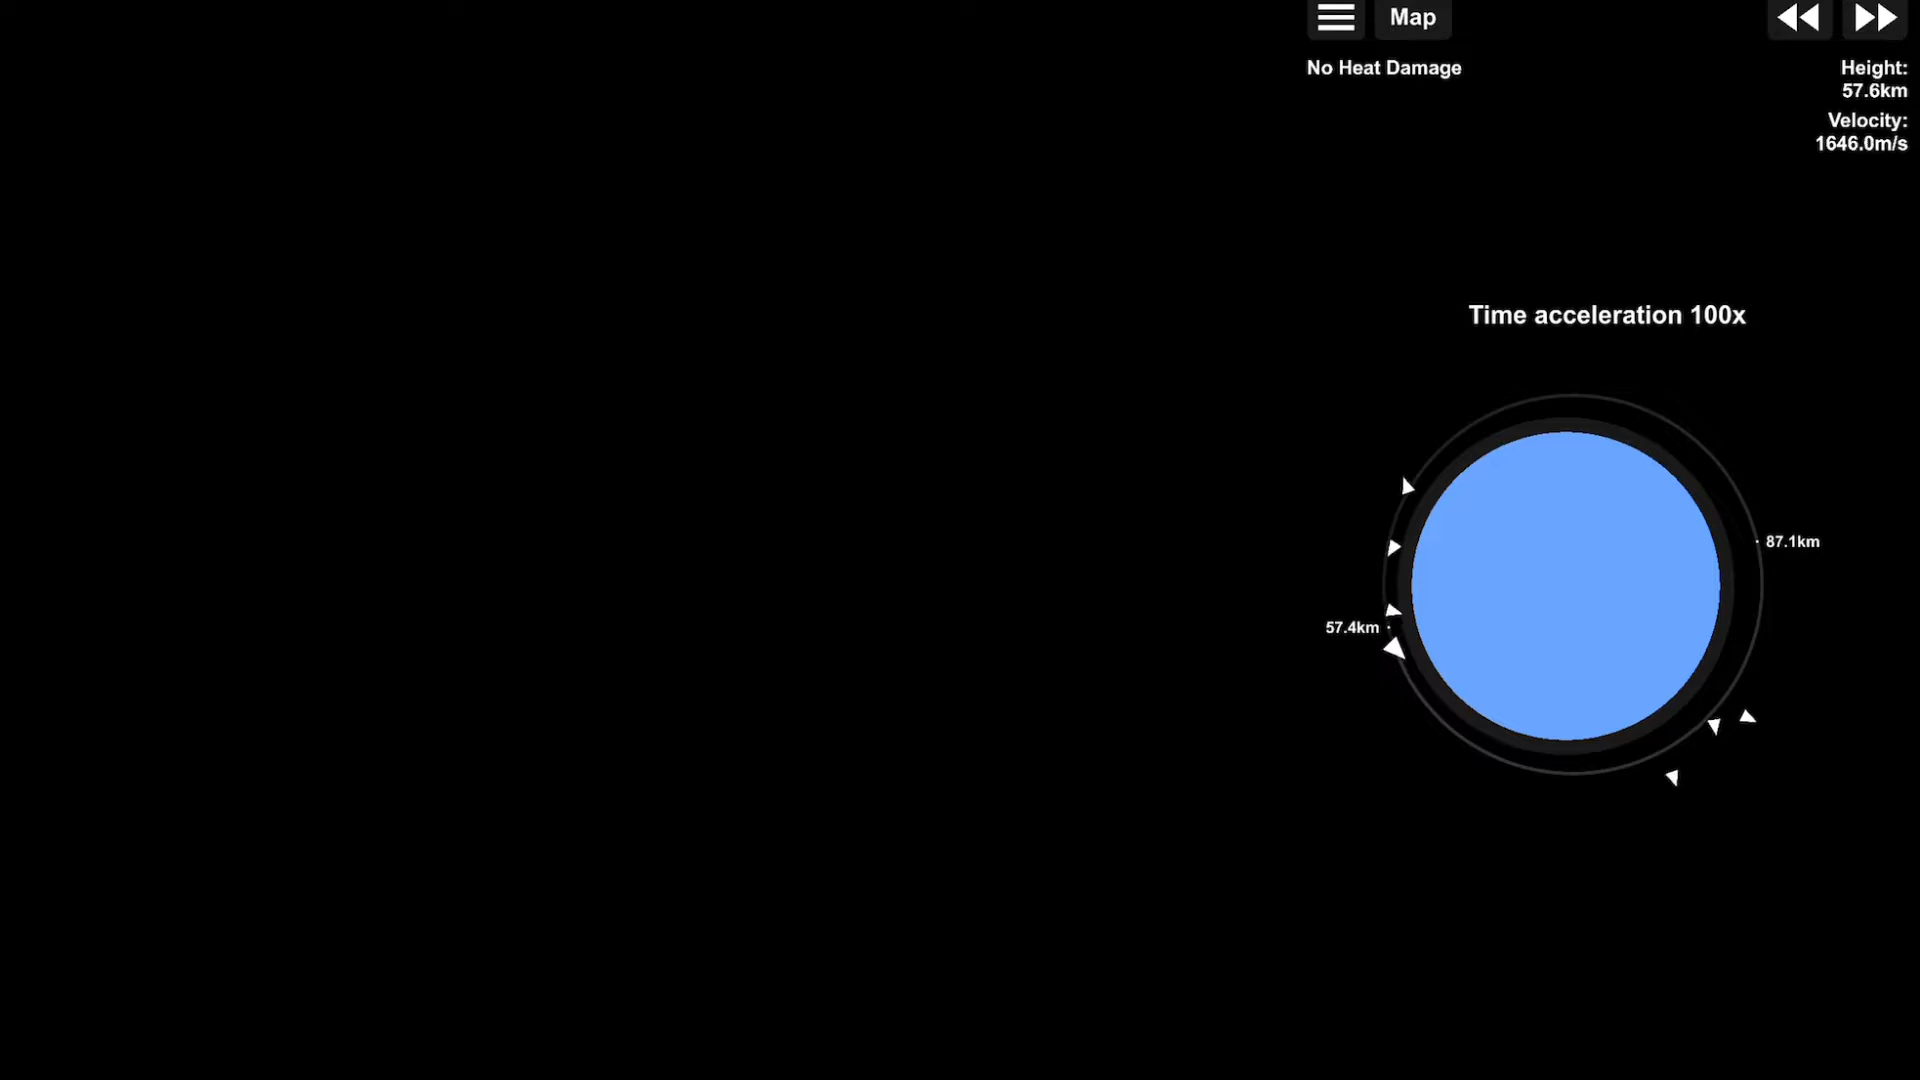 Map
No Heat Damage
Height:
57.6km
Velocity:
1646.0m/s
Time acceleration 100x
87.1km
57.4km